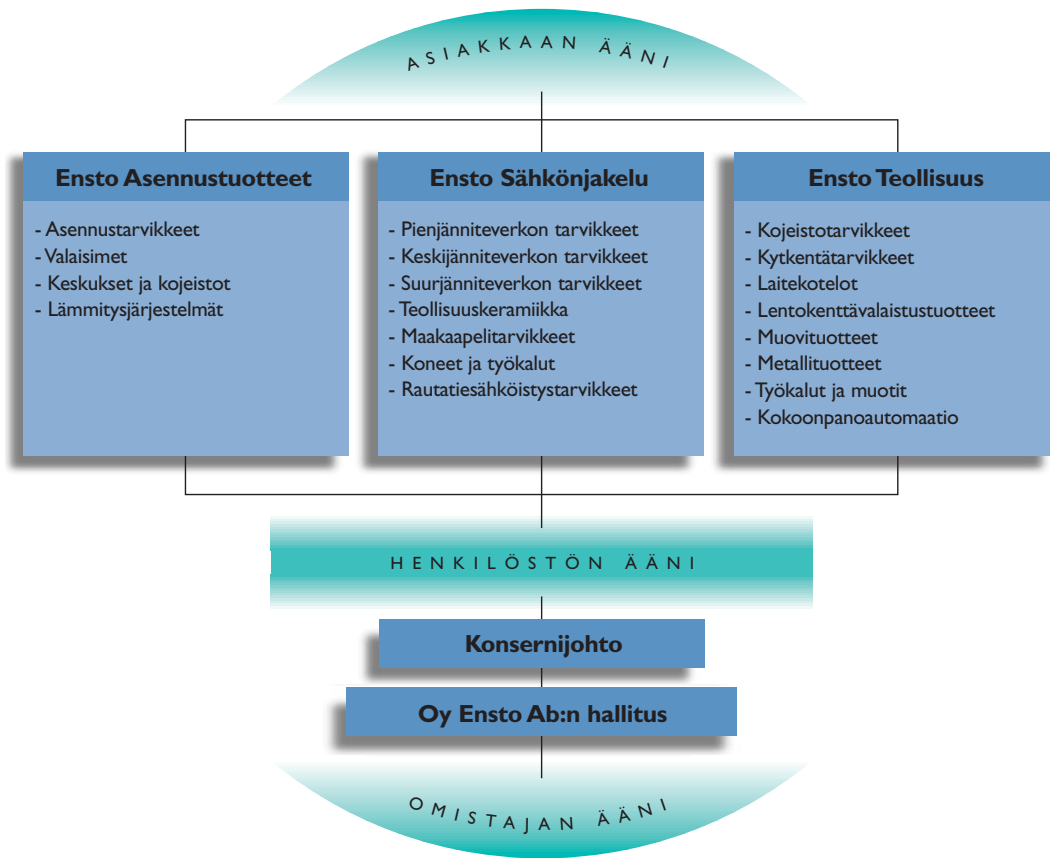 ASIAKKAAN ÄÄNI
Ensto Asennustuotteet
- Asennustarvikkeet
- Valaisimet
- Keskukset ja kojeistot
- Lämmitysjärjestelmät
Ensto Sähkönjakelu
- Pienjänniteverkon tarvikkeet
- Keskijänniteverkon tarvikkeet
- Suurjänniteverkon tarvikkeet
- Teollisuuskeramiikka
- Maakaapelitarvikkeet
- Koneet ja työkalut
- Rautatiesähköistystarvikkeet
Ensto Teollisuus
- Kojeistotarvikkeet
- Kytkentätarvikkeet
- Laitekotelot
- Lentokenttävalaistustuotteet
- Muovituotteet
- Metallituotteet
- Työkalut ja muotit
- Kokoonpanoautomaatio
HENKILÖSTÖN ÄÄNI
Konsernijohto
Oy Ensto Ab:n hallitus
OMISTAJAN ÄÄNI